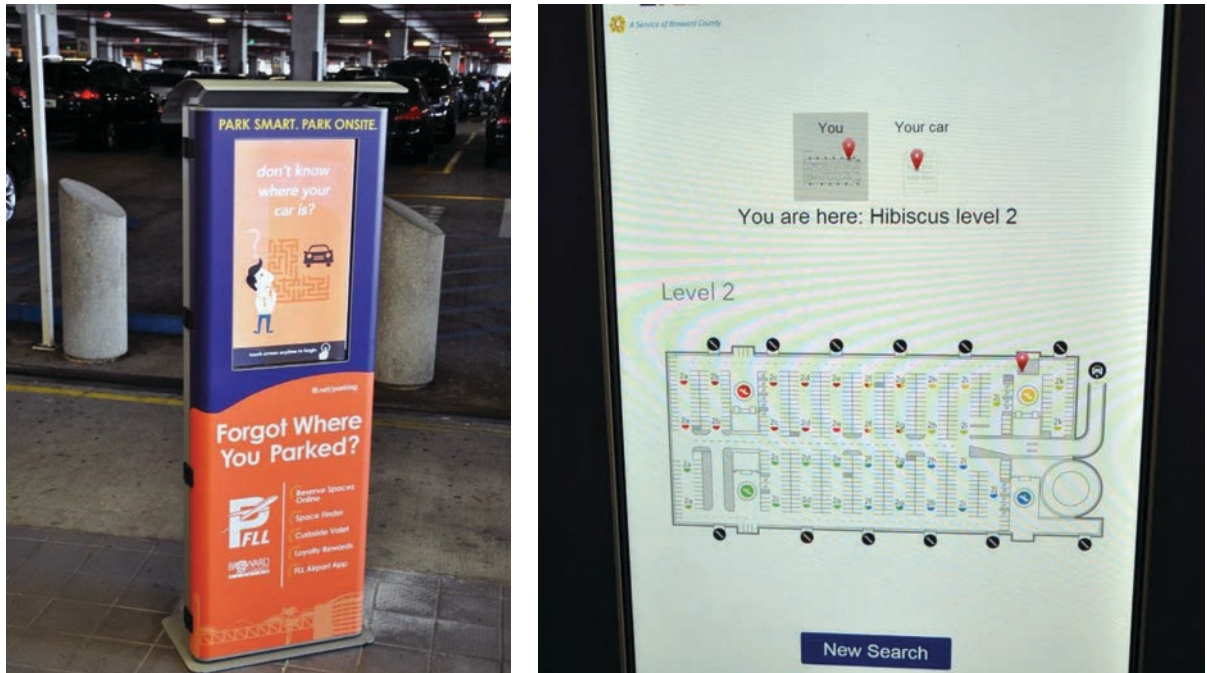 PARK SMART. PARK ONSITE.
don't know
where your
car is?
?
touch screen anywhere to begin
fll.net/parking
Forgot Where
You Parked?
P
FLL
Reserve Spaces
Online
Space Finder
Curbside Valet
Loyalty Rewards
FLL Airport App
A Service of Broward County
You
Your car
You are here: Hibiscus level 2
Level 2
New Search